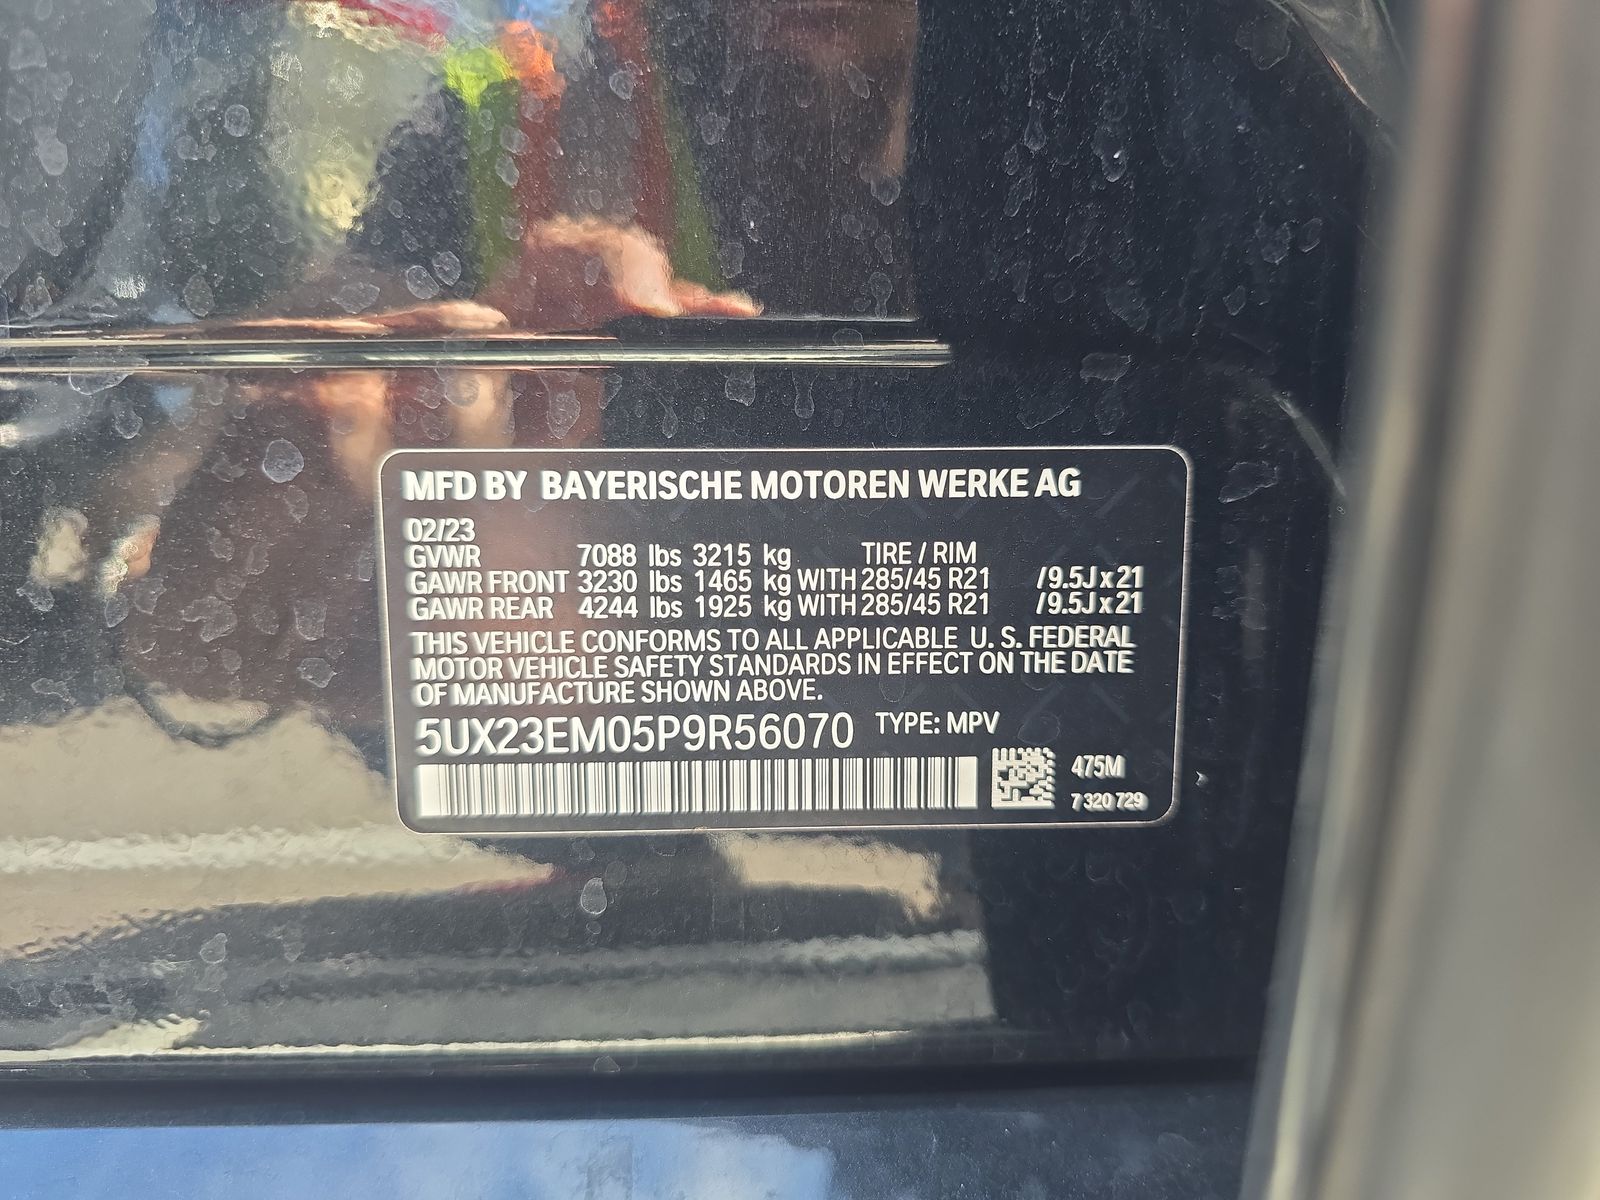 MFD BY BAYERISCHE MOTOREN WERKE AG
02/23
GVWR 7088 lbs 3215 kg TIRE / RIM
GAWR FRONT 3230 lbs 1465 kg WITH 285/45 R21 /9.5J x 21
GAWR REAR 4244 lbs 1925 kg WITH 285/45 R21 /9.5J x 21
THIS VEHICLE CONFORMS TO ALL APPLICABLE U. S. FEDERAL
MOTOR VEHICLE SAFETY STANDARDS IN EFFECT ON THE DATE
OF MANUFACTURE SHOWN ABOVE.
5UX23EM05P9R56070 TYPE: MPV
475M
7 320 729